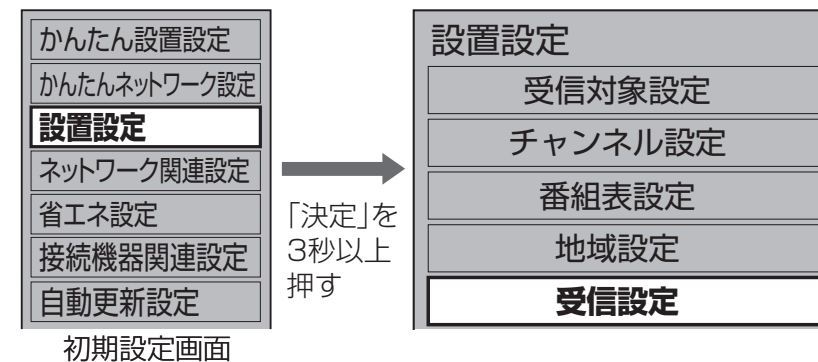 かんたん設置設定
かんたんネットワーク設定
設置設定
ネットワーク関連設定
省エネ設定
接続機器関連設定
自動更新設定
初期設定画面
「決定」を
3秒以上
押す
設置設定
受信対象設定
チャンネル設定
番組表設定
地域設定
受信設定